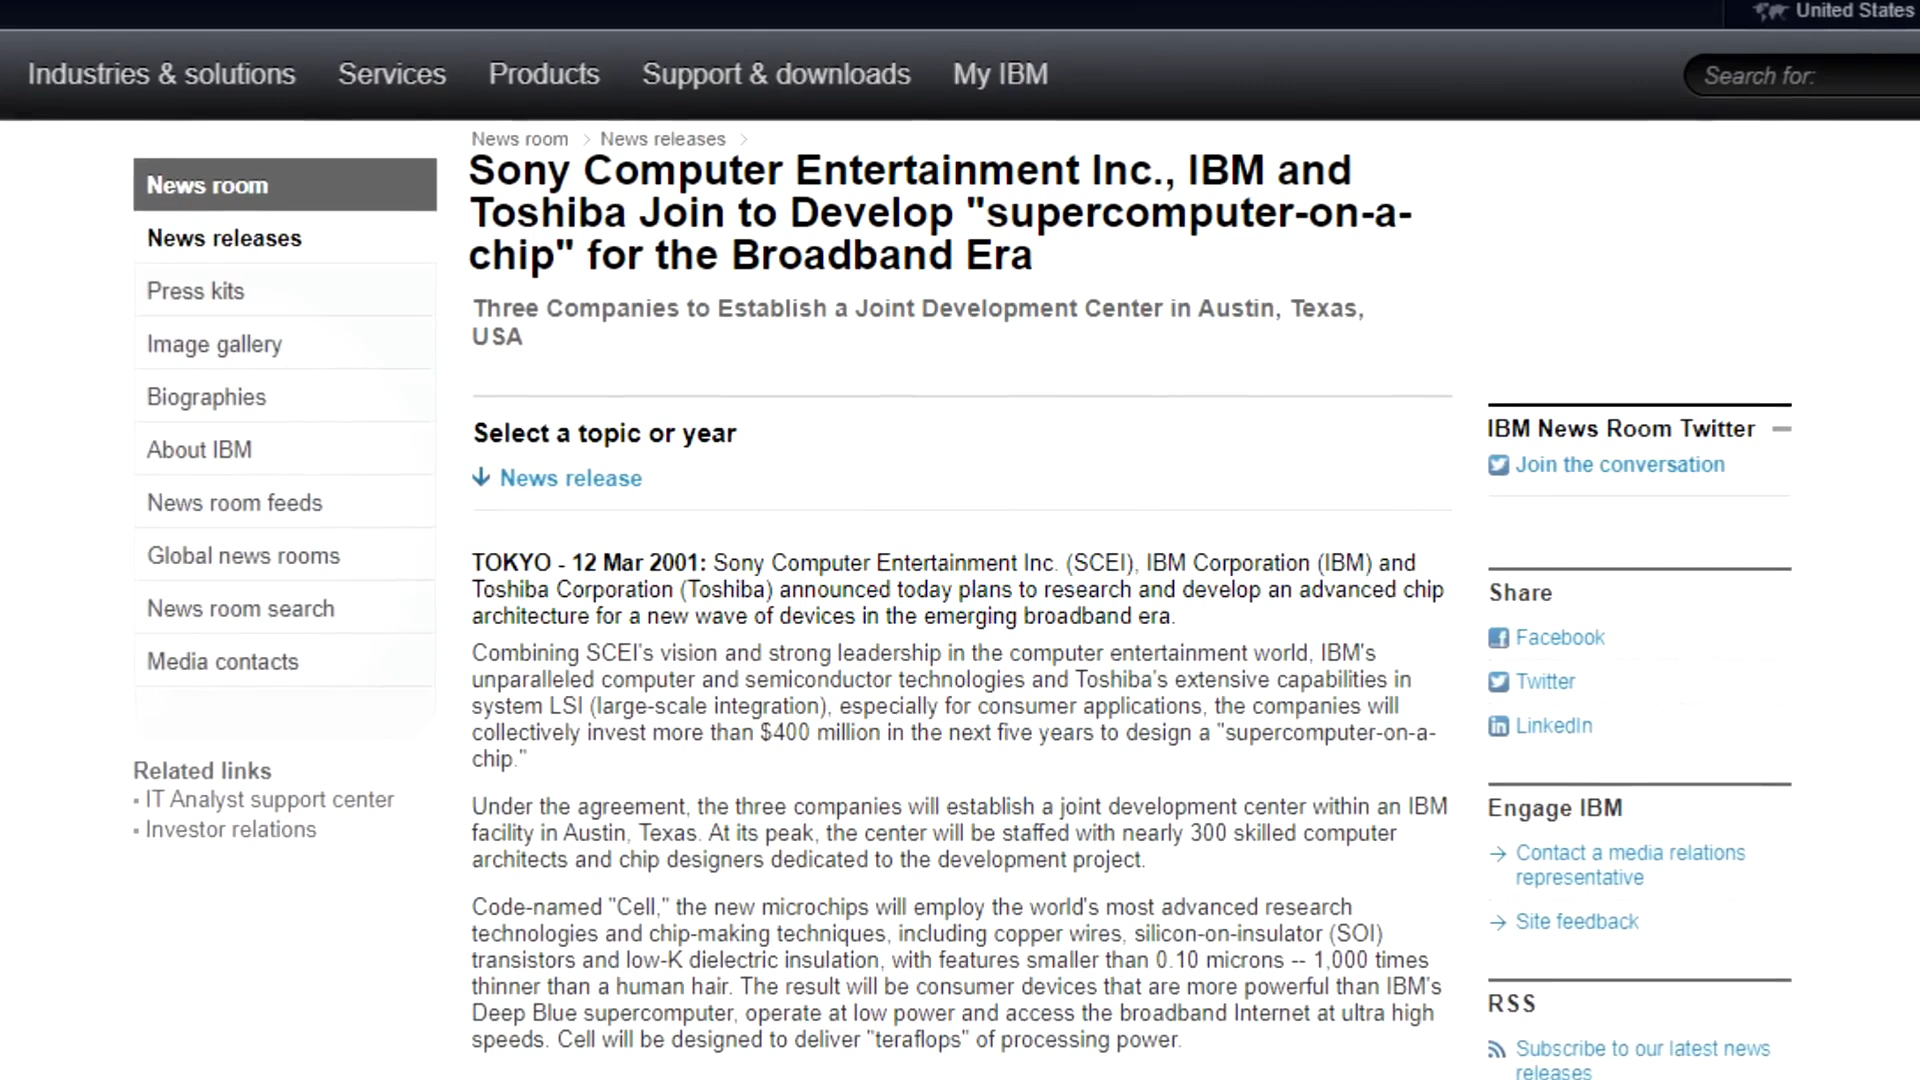 United States
Industries & solutions
Services
Products
Support & downloads
My IBM
Search for:
News room
News releases
Press kits
Image gallery
Biographies
About IBM
News room feeds
Global news rooms
News room search
Media contacts
Related links
IT Analyst support center
Investor relations
News room > News releases >
Sony Computer Entertainment Inc., IBM and
Toshiba Join to Develop "supercomputer-on-a-
chip" for the Broadband Era
Three Companies to Establish a Joint Development Center in Austin, Texas,
USA
Select a topic or year
News release
TOKYO - 12 Mar 2001: Sony Computer Entertainment Inc. (SCEI), IBM Corporation (IBM) and
Toshiba Corporation (Toshiba) announced today plans to research and develop an advanced chip
architecture for a new wave of devices in the emerging broadband era.
Combining SCEI's vision and strong leadership in the computer entertainment world, IBM's
unparalleled computer and semiconductor technologies and Toshiba's extensive capabilities in
system LSI (large-scale integration), especially for consumer applications, the companies will
collectively invest more than $400 million in the next five years to design a "supercomputer-on-a-
chip."
Under the agreement, the three companies will establish a joint development center within an IBM
facility in Austin, Texas. At its peak, the center will be staffed with nearly 300 skilled computer
architects and chip designers dedicated to the development project.
Code-named "Cell," the new microchips will employ the world's most advanced research
technologies and chip-making techniques, including copper wires, silicon-on-insulator (SOI)
transistors and low-K dielectric insulation, with features smaller than 0.10 microns -- 1,000 times
thinner than a human hair. The result will be consumer devices that are more powerful than IBM's
Deep Blue supercomputer, operate at low power and access the broadband Internet at ultra high
speeds. Cell will be designed to deliver "teraflops" of processing power.
IBM News Room Twitter
Join the conversation
Share
Facebook
Twitter
LinkedIn
Engage IBM
Contact a media relations
representative
Site feedback
RSS
Subscribe to our latest news
releases